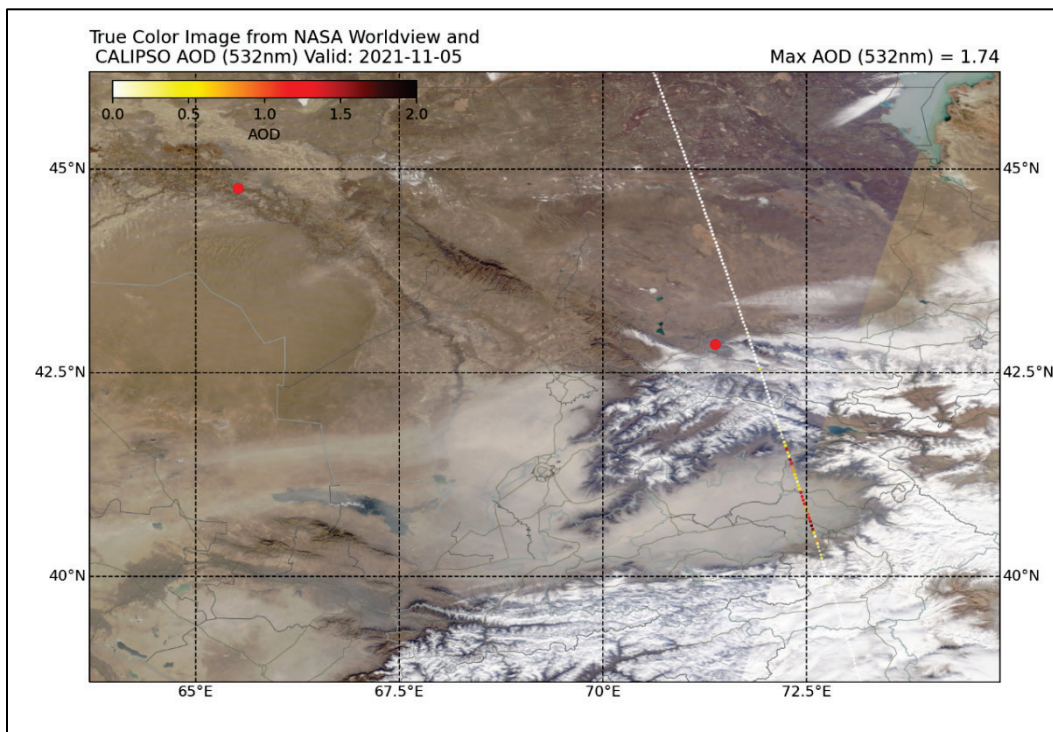 True Color Image from NASA Worldview and
CALIPSO AOD (532nm) Valid: 2021-11-05
Max AOD (532nm) = 1.74
0.0 0.5 1.0 1.5 2.0
AOD
45°N 45°N
42.5°N 42.5°N
40°N 40°N
65°E 67.5°E 70°E 72.5°E